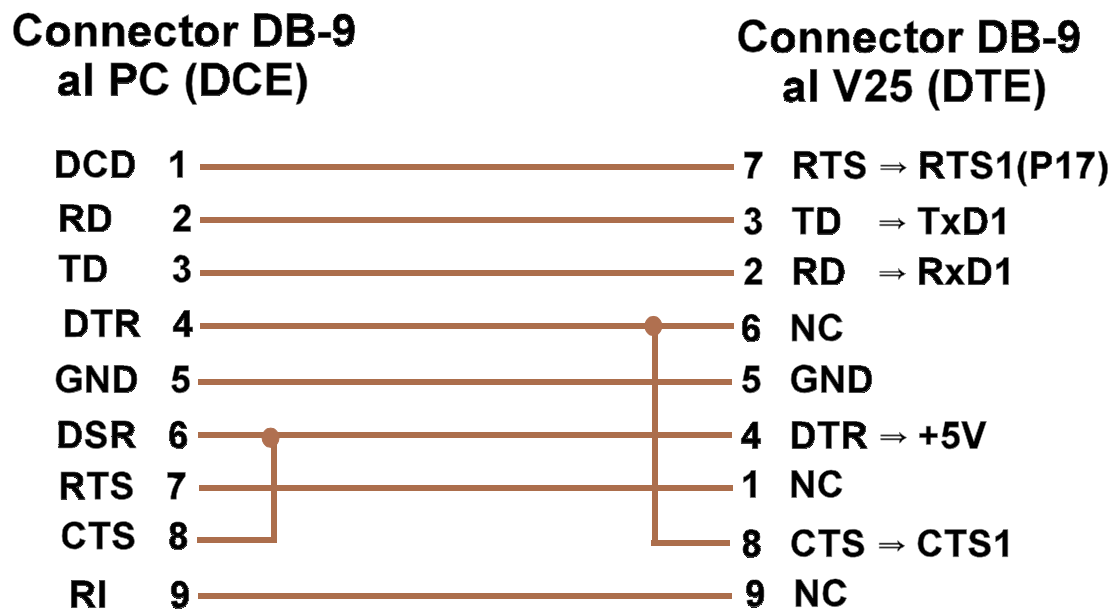 Connector DB-9
al PC (DCE)
Connector DB-9
al V25 (DTE)
DCD 1 7 RTS ⇒ RTS1(P17)
RD 2 3 TD ⇒ TxD1
TD 3 2 RD ⇒ RxD1
DTR 4 6 NC
GND 5 5 GND
DSR 6 4 DTR ⇒ +5V
RTS 7 1 NC
CTS 8 8 CTS ⇒ CTS1
RI 9 9 NC